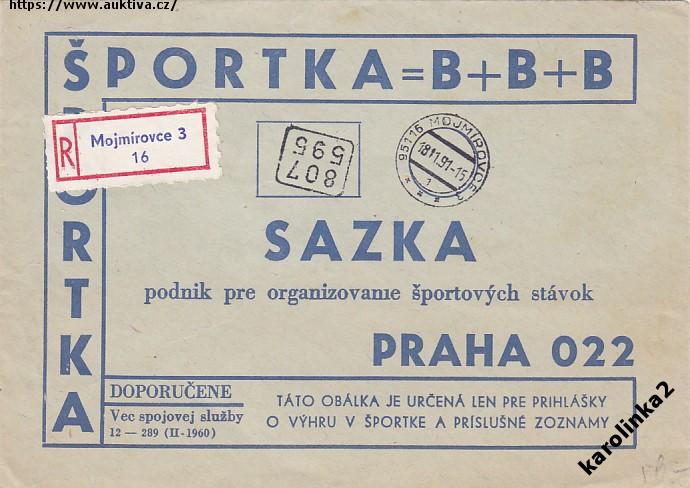 https://www.auktiva.cz/
ŠPORTKA=B+B+B
ŠPORTKA
R
Mojmírovce 3
16
807
595
95116 MOJMÍROVCE 3
18.11.91-15
1
SAZKA
podnik pre organizovanie športových stávok
PRAHA 022
DOPORUČENE
Vec spojovej služby
12 — 289 (II-1960)
TÁTO OBÁLKA JE URČENÁ LEN PRE PRIHLÁŠKY
O VÝHRU V ŠPORTKE A PRÍSLUŠNÉ ZOZNAMY
karolinka2